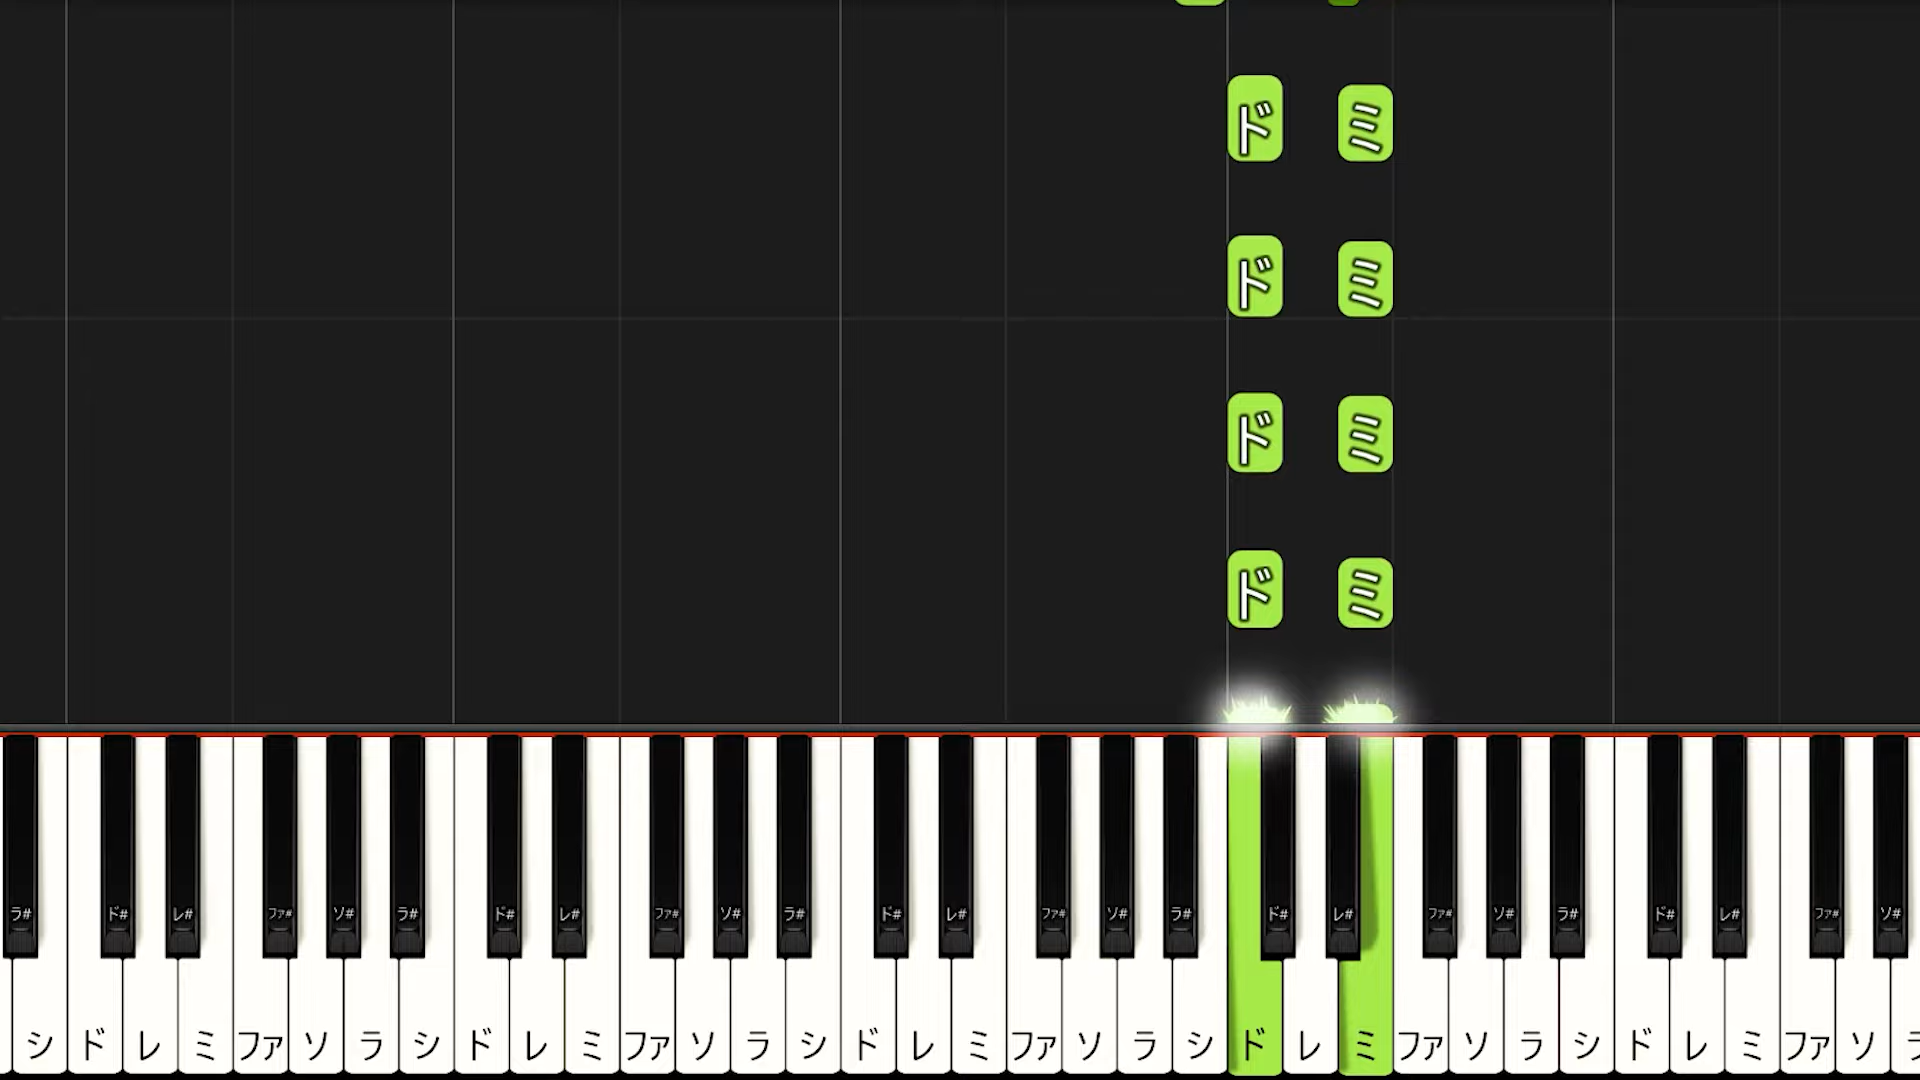 ド ミ
ド ミ
ド ミ
ド ミ
ラ# ド# レ# ファ# ソ# ラ# ド# レ# ファ# ソ# ラ# ド# レ# ファ# ソ# ラ# ド# レ# ファ# ソ# ラ# ド# レ# ファ# ソ#
シ ド レ ミ ファ ソ ラ シ ド レ ミ ファ ソ ラ シ ド レ ミ ファ ソ ラ シ ド レ ミ ファ ソ ラ シ ド レ ミ ファ ソ ラ